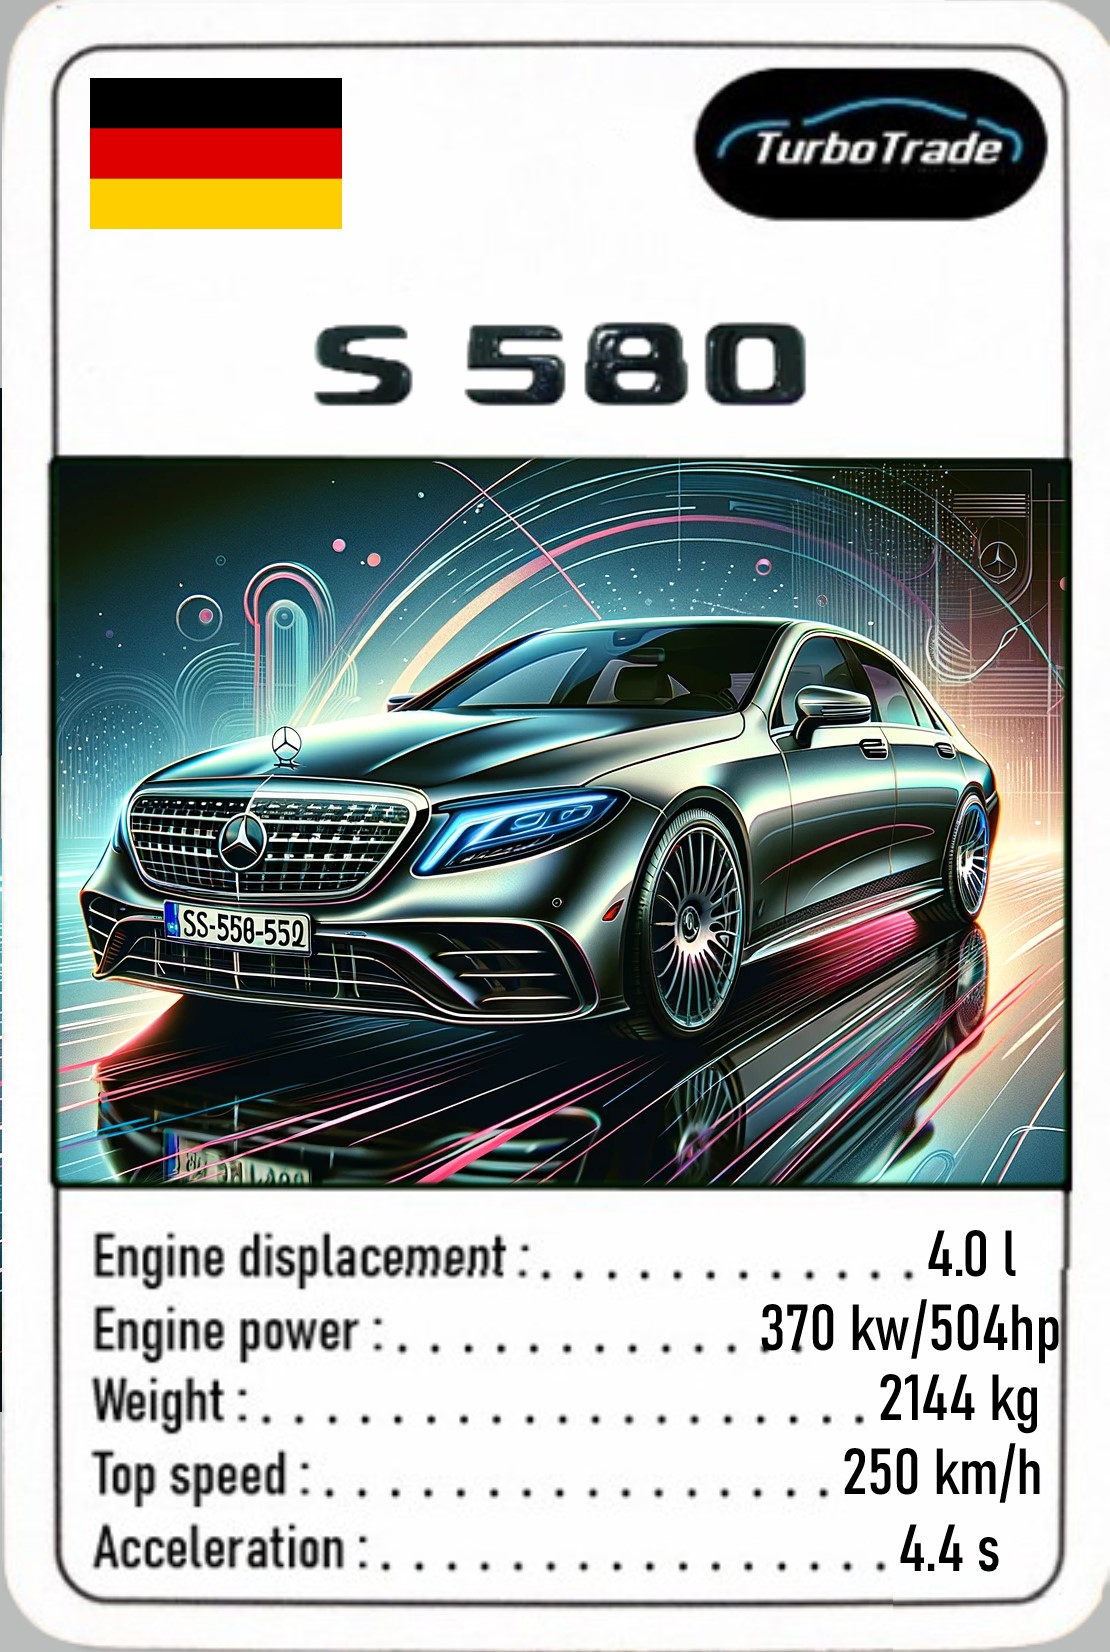 TurboTrade
S 580
SS-558-552
Engine displacement :. . . . . . . . . . . . 4.0 l
Engine power :. . . . . . . . . . . . . 370 kw/504hp
Weight :. . . . . . . . . . . . . . . . . . . 2144 kg
Top speed :. . . . . . . . . . . . . . . . 250 km/h
Acceleration :. . . . . . . . . . . . . . . . 4.4 s